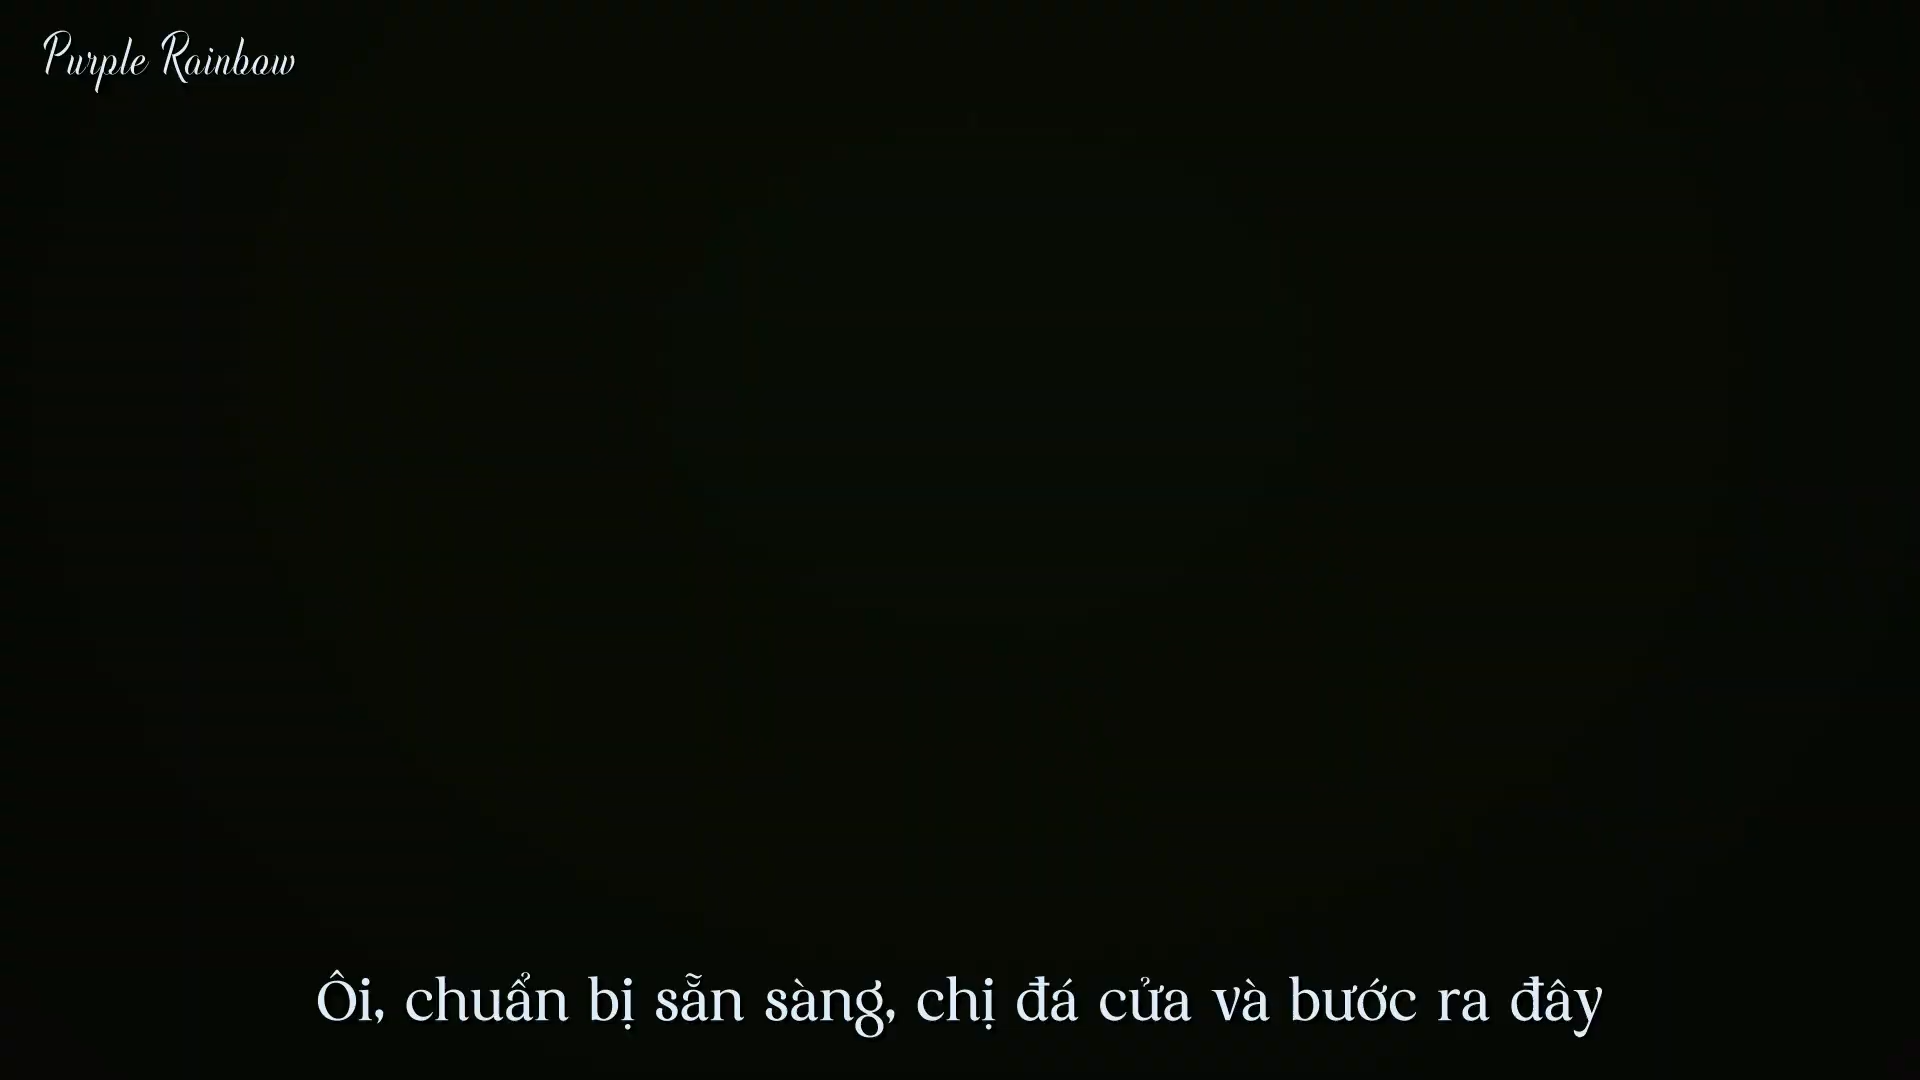 Purple Rainbow
Ôi, chuẩn bị sẵn sàng, chị đá cửa và bước ra đây